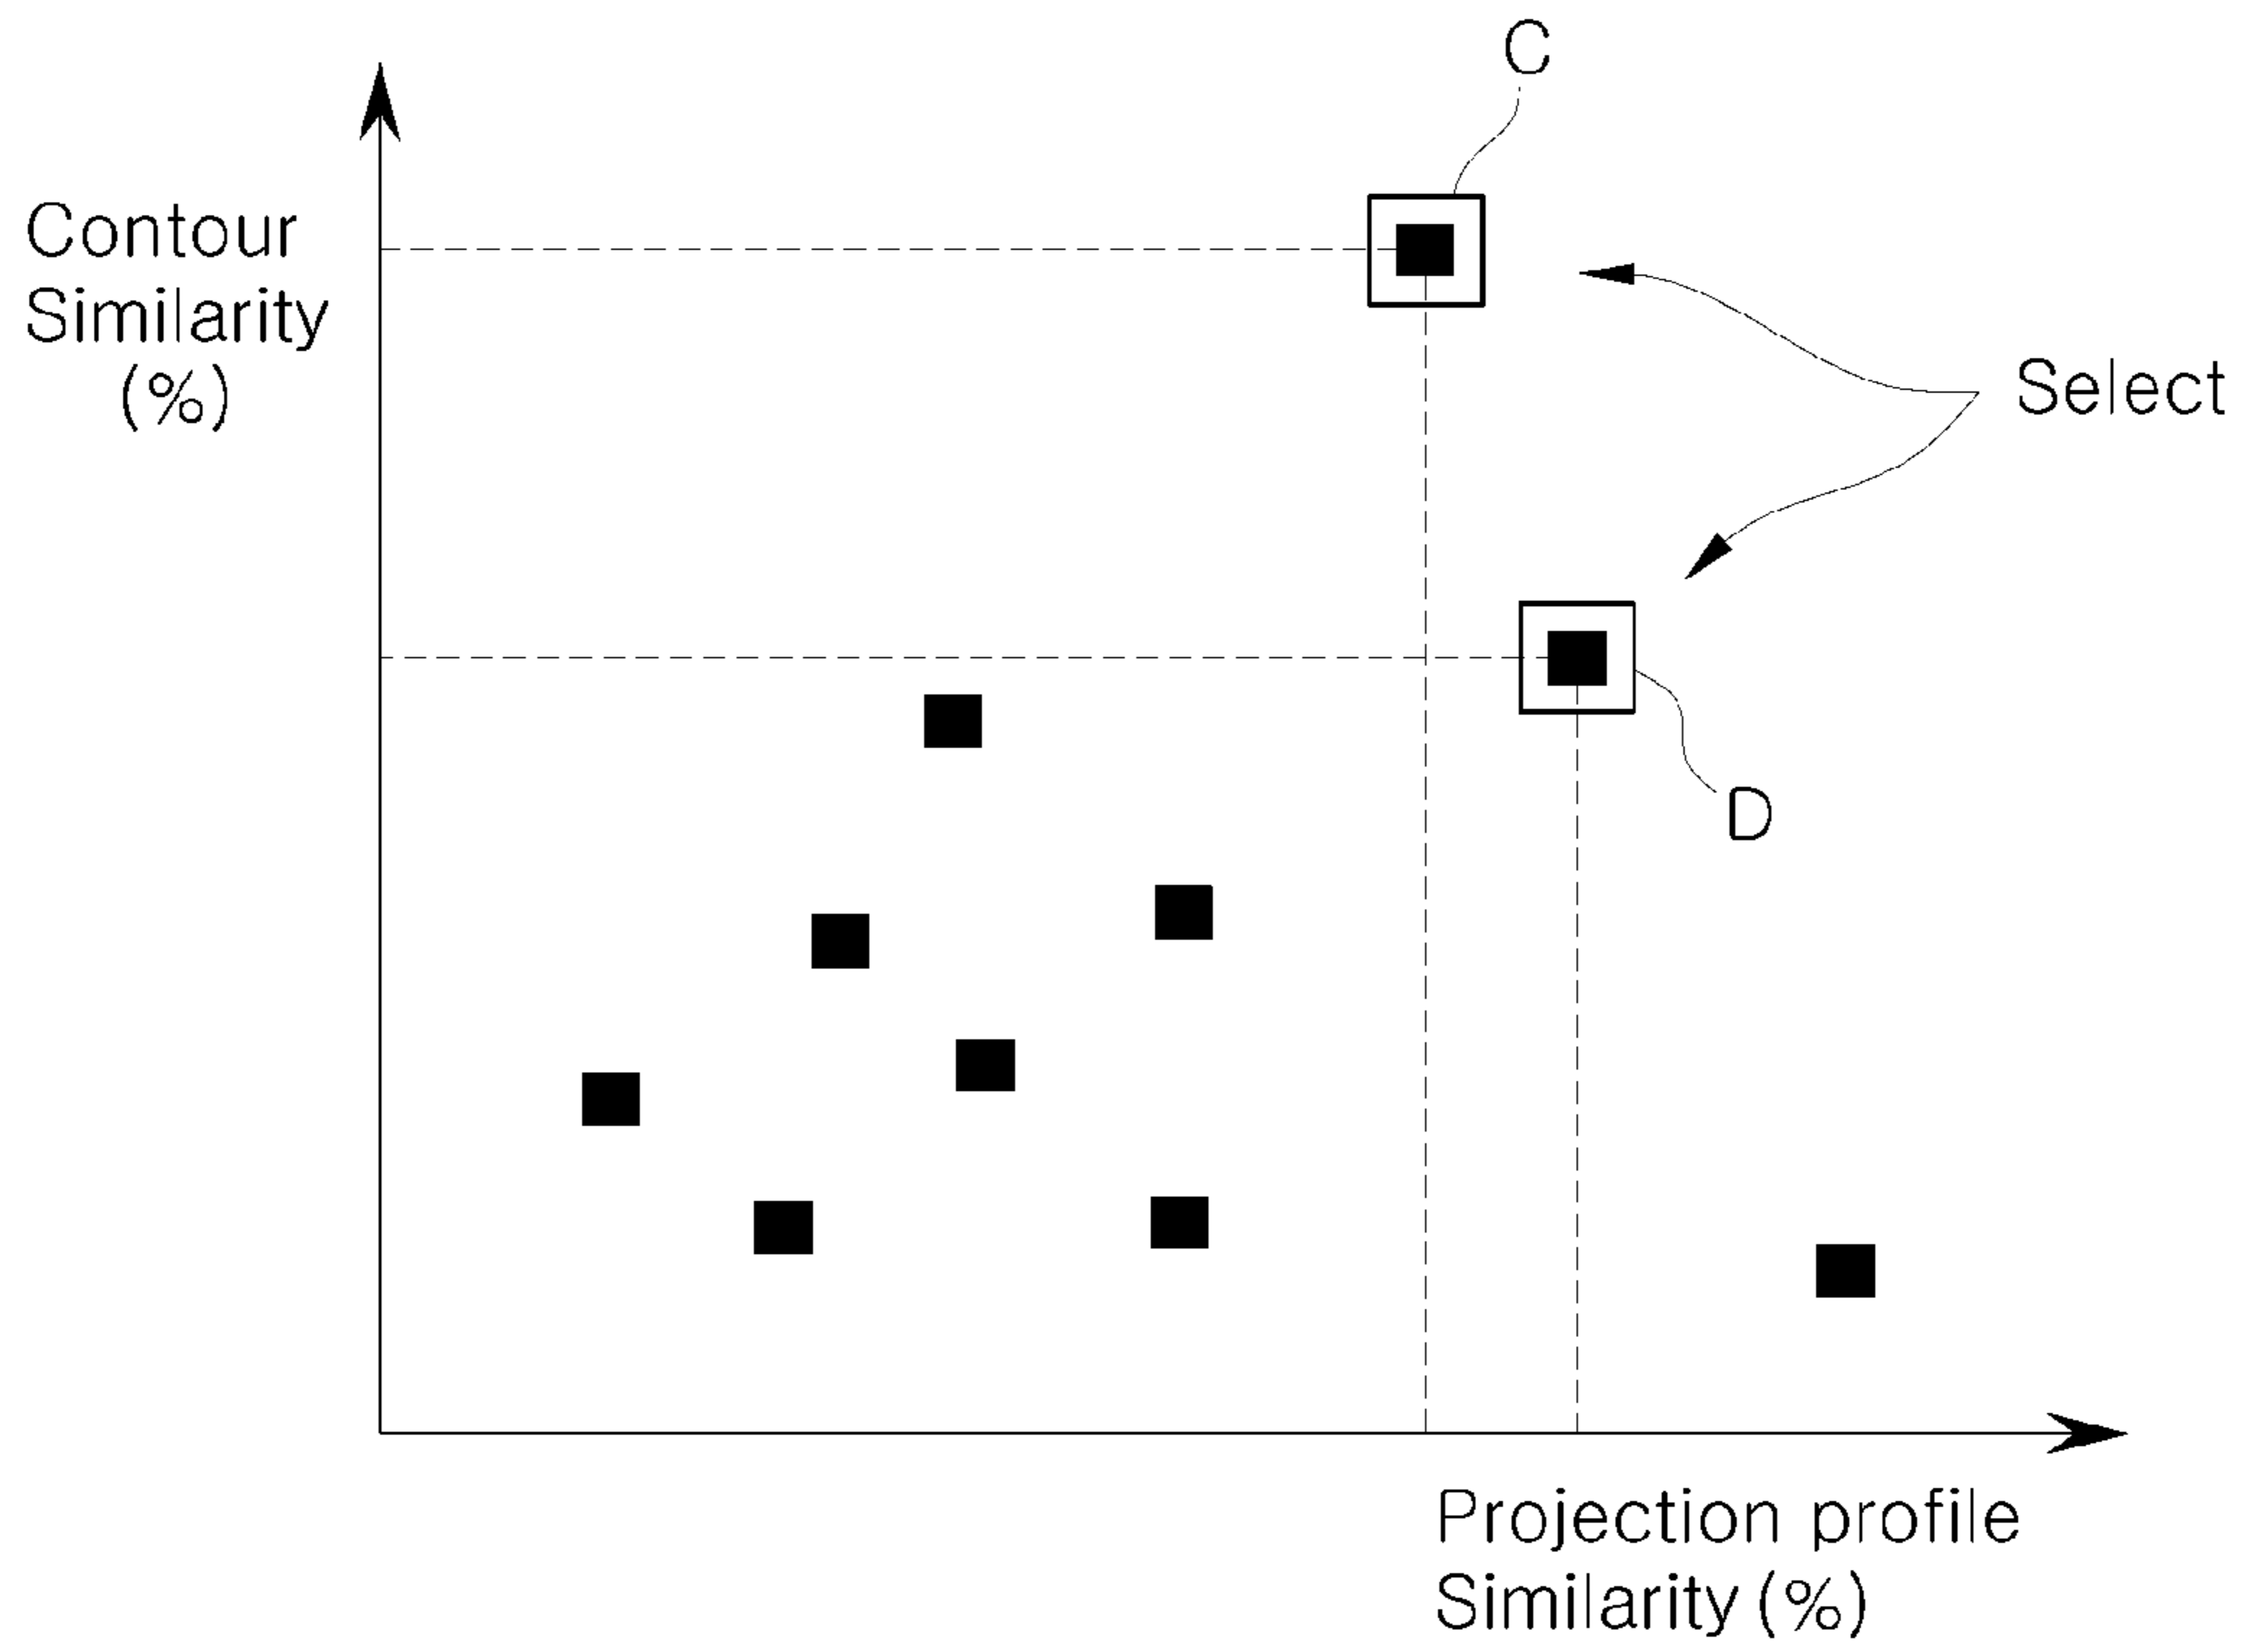 C
Contour
Similarity
(%)
Select
D
Projection profile
Similarity (%)